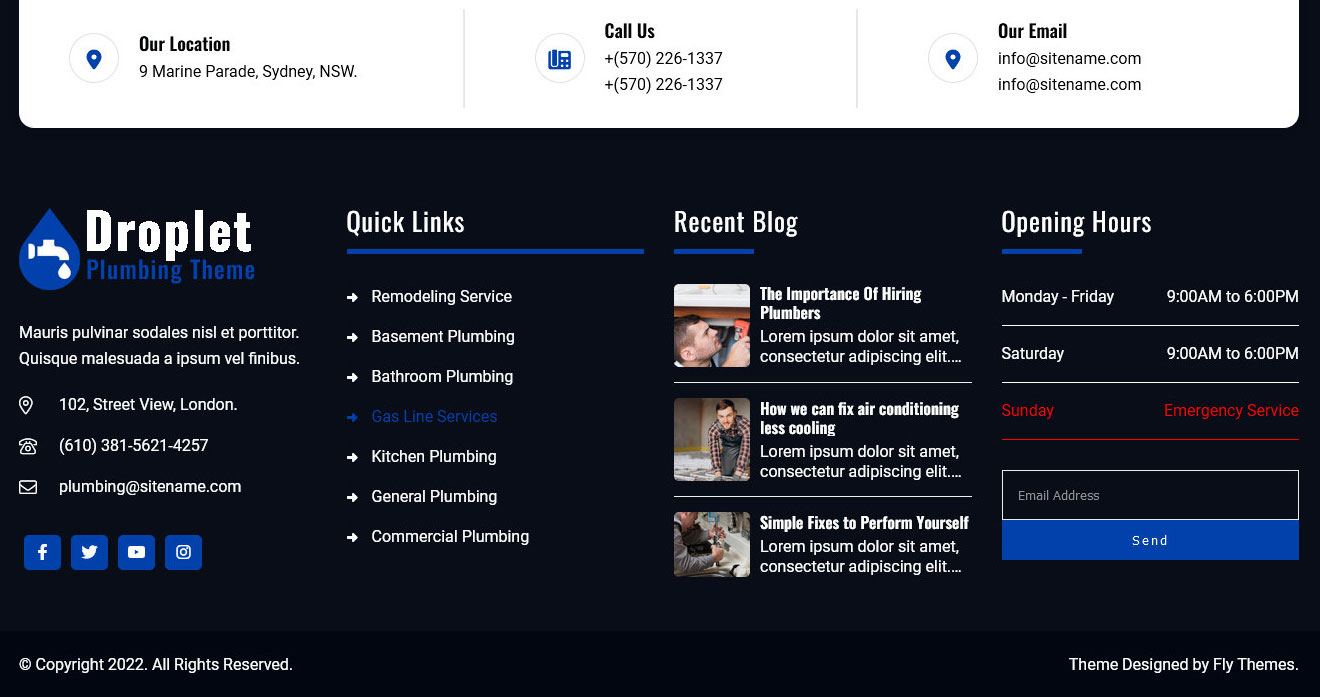 Our Location
9 Marine Parade, Sydney, NSW.
Call Us
+(570) 226-1337
+(570) 226-1337
Our Email
info@sitename.com
info@sitename.com
Droplet
Plumbing Theme
Mauris pulvinar sodales nisl et porttitor.
Quisque malesuada a ipsum vel finibus.
102, Street View, London.
(610) 381-5621-4257
plumbing@sitename.com
Quick Links
Remodeling Service
Basement Plumbing
Bathroom Plumbing
Gas Line Services
Kitchen Plumbing
General Plumbing
Commercial Plumbing
Recent Blog
The Importance Of Hiring
Plumbers
Lorem ipsum dolor sit amet,
consectetur adipiscing elit....
How we can fix air conditioning
less cooling
Lorem ipsum dolor sit amet,
consectetur adipiscing elit....
Simple Fixes to Perform Yourself
Lorem ipsum dolor sit amet,
consectetur adipiscing elit....
Opening Hours
Monday - Friday 9:00AM to 6:00PM
Saturday 9:00AM to 6:00PM
Sunday Emergency Service
Email Address
Send
© Copyright 2022. All Rights Reserved.
Theme Designed by Fly Themes.